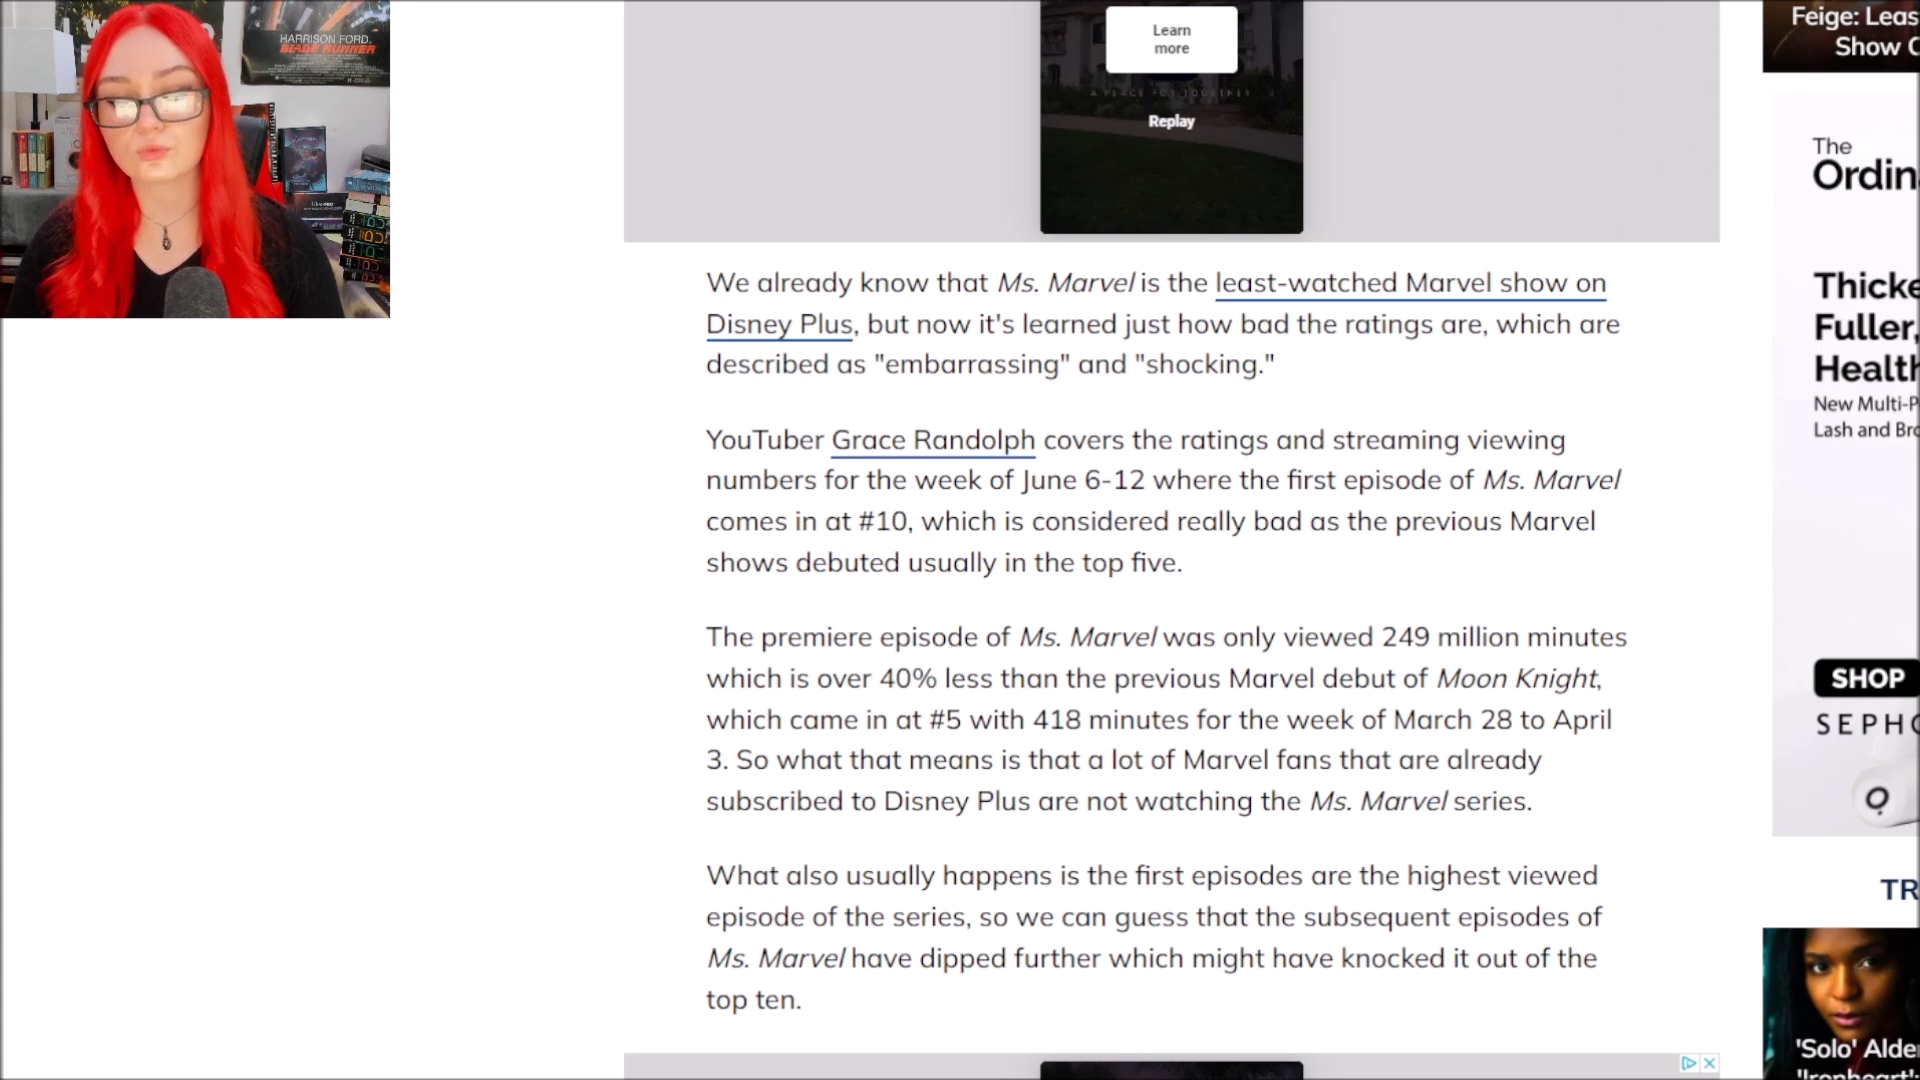 HARRISON FORD.
BLADE RUNNER
Learn
more
A PLACE FOR TOGETHER
Replay
Feige: Leas
Show C
The
Ordin
Thicke
Fuller,
Health
New Multi-P
Lash and Bro
SHOP
SEPHO
We already know that Ms. Marvel is the least-watched Marvel show on
Disney Plus, but now it's learned just how bad the ratings are, which are
described as "embarrassing" and "shocking."
YouTuber Grace Randolph covers the ratings and streaming viewing
numbers for the week of June 6-12 where the first episode of Ms. Marvel
comes in at #10, which is considered really bad as the previous Marvel
shows debuted usually in the top five.
The premiere episode of Ms. Marvel was only viewed 249 million minutes
which is over 40% less than the previous Marvel debut of Moon Knight,
which came in at #5 with 418 minutes for the week of March 28 to April
3. So what that means is that a lot of Marvel fans that are already
subscribed to Disney Plus are not watching the Ms. Marvel series.
What also usually happens is the first episodes are the highest viewed
episode of the series, so we can guess that the subsequent episodes of
Ms. Marvel have dipped further which might have knocked it out of the
top ten.
TR
'Solo' Alde
'Ironheart':